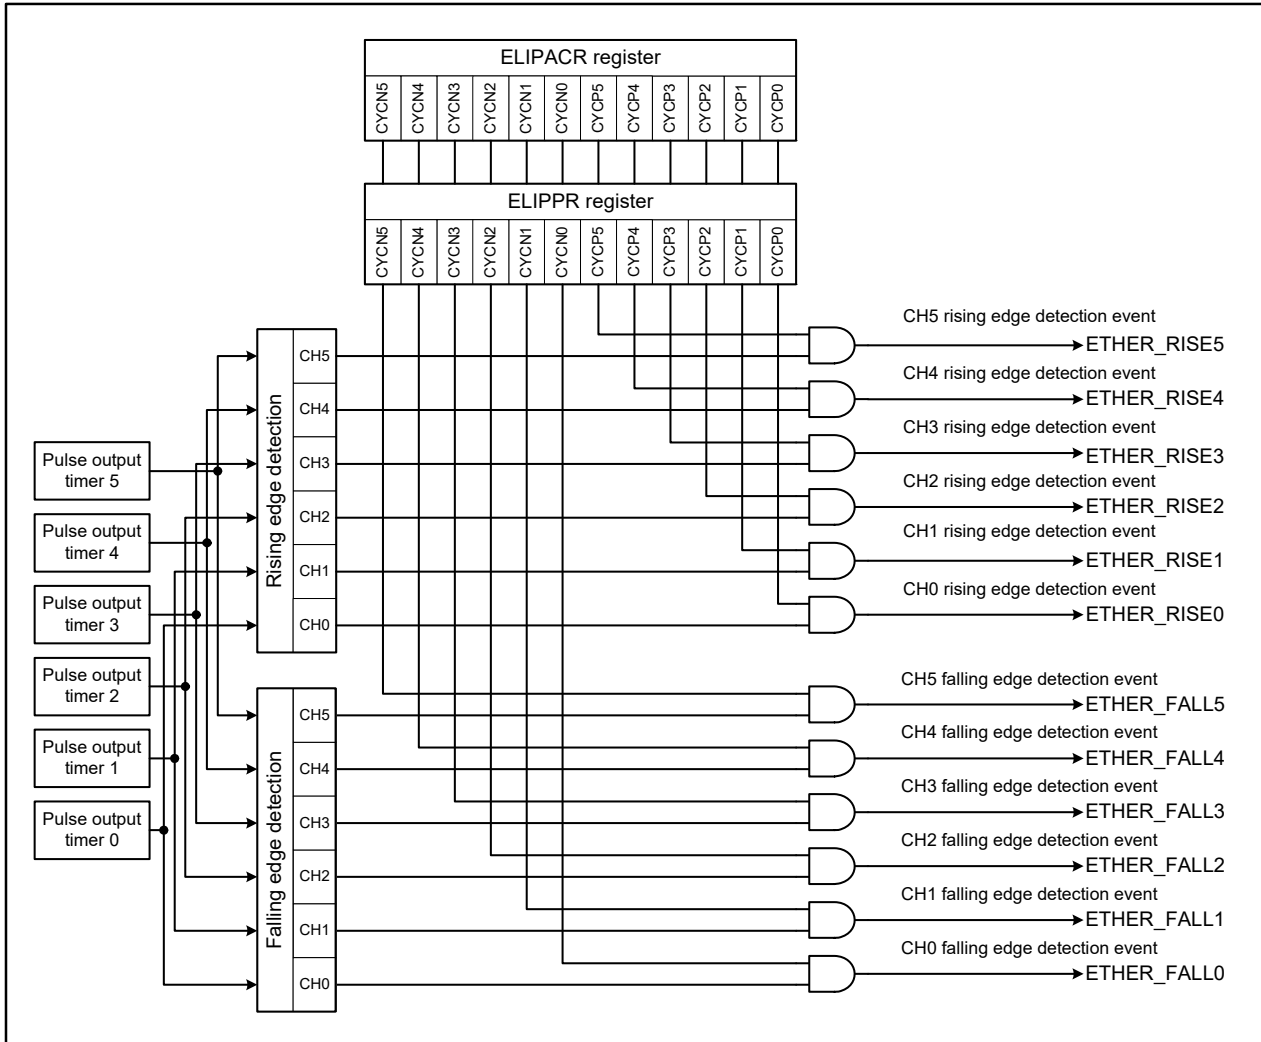 ELIPACR register
CYCN5
CYCN4
CYCN3
CYCN2
CYCN1
CYCN0
CYCP5
CYCP4
CYCP3
CYCP2
CYCP1
CYCP0
ELIPPR register
CYCN5
CYCN4
CYCN3
CYCN2
CYCN1
CYCN0
CYCP5
CYCP4
CYCP3
CYCP2
CYCP1
CYCP0
Pulse output
timer 5
Pulse output
timer 4
Pulse output
timer 3
Pulse output
timer 2
Pulse output
timer 1
Pulse output
timer 0
Rising edge detection
CH5
CH4
CH3
CH2
CH1
CH0
Falling edge detection
CH5
CH4
CH3
CH2
CH1
CH0
CH5 rising edge detection event
ETHER_RISE5
CH4 rising edge detection event
ETHER_RISE4
CH3 rising edge detection event
ETHER_RISE3
CH2 rising edge detection event
ETHER_RISE2
CH1 rising edge detection event
ETHER_RISE1
CH0 rising edge detection event
ETHER_RISE0
CH5 falling edge detection event
ETHER_FALL5
CH4 falling edge detection event
ETHER_FALL4
CH3 falling edge detection event
ETHER_FALL3
CH2 falling edge detection event
ETHER_FALL2
CH1 falling edge detection event
ETHER_FALL1
CH0 falling edge detection event
ETHER_FALL0